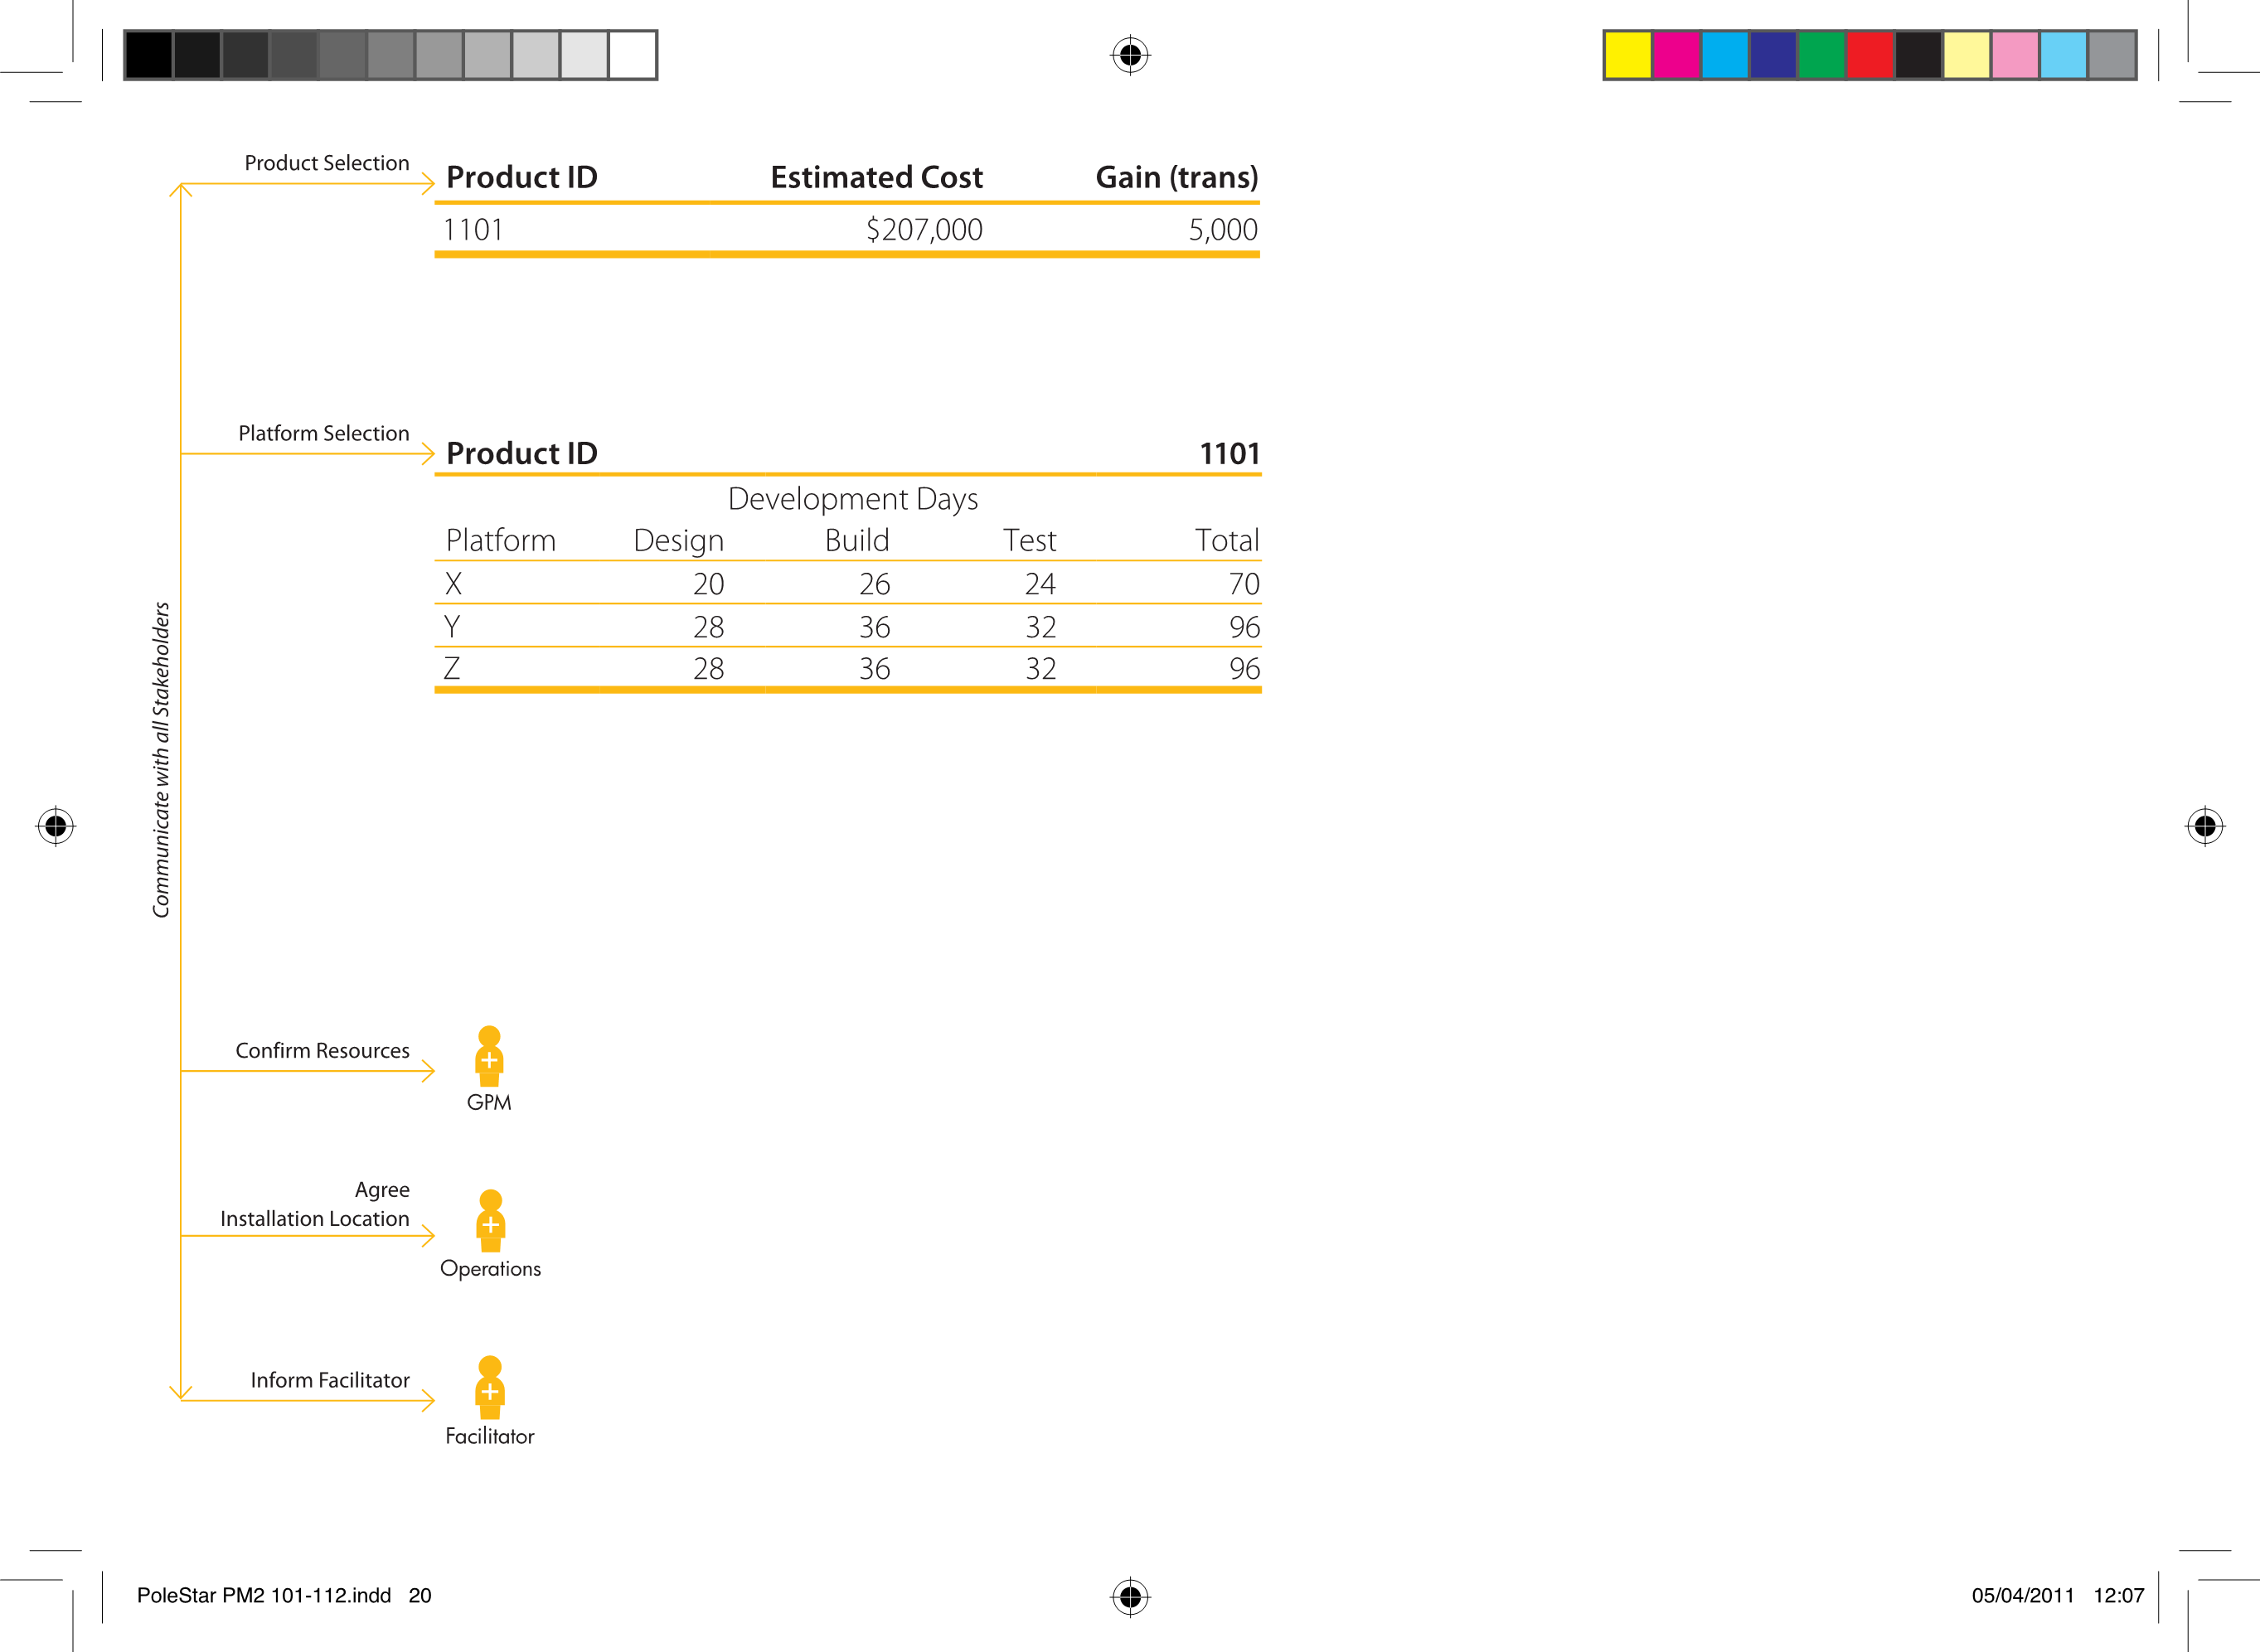 Product Selection
Product ID Estimated Cost Gain (trans)
1101 $207,000 5,000
Platform Selection
Product ID 1101
Development Days
Platform Design Build Test Total
X 20 26 24 70
Y 28 36 32 96
Z 28 36 32 96
Communicate with all Stakeholders
Confirm Resources
GPM
Agree
Installation Location
Operations
Inform Facilitator
Facilitator
PoleStar PM2 101-112.indd 20
05/04/2011 12:07